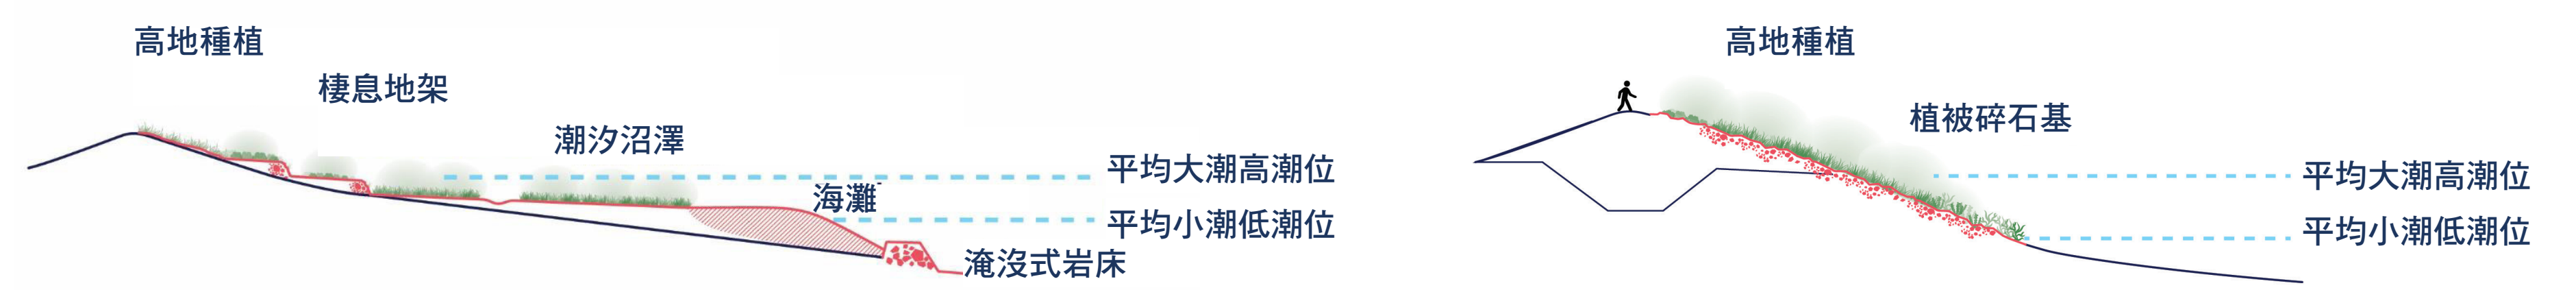 高地種植
棲息地架
潮汐沼澤
平均大潮高潮位
海灘
平均小潮低潮位
淹沒式岩床
高地種植
植被碎石基
平均大潮高潮位
平均小潮低潮位